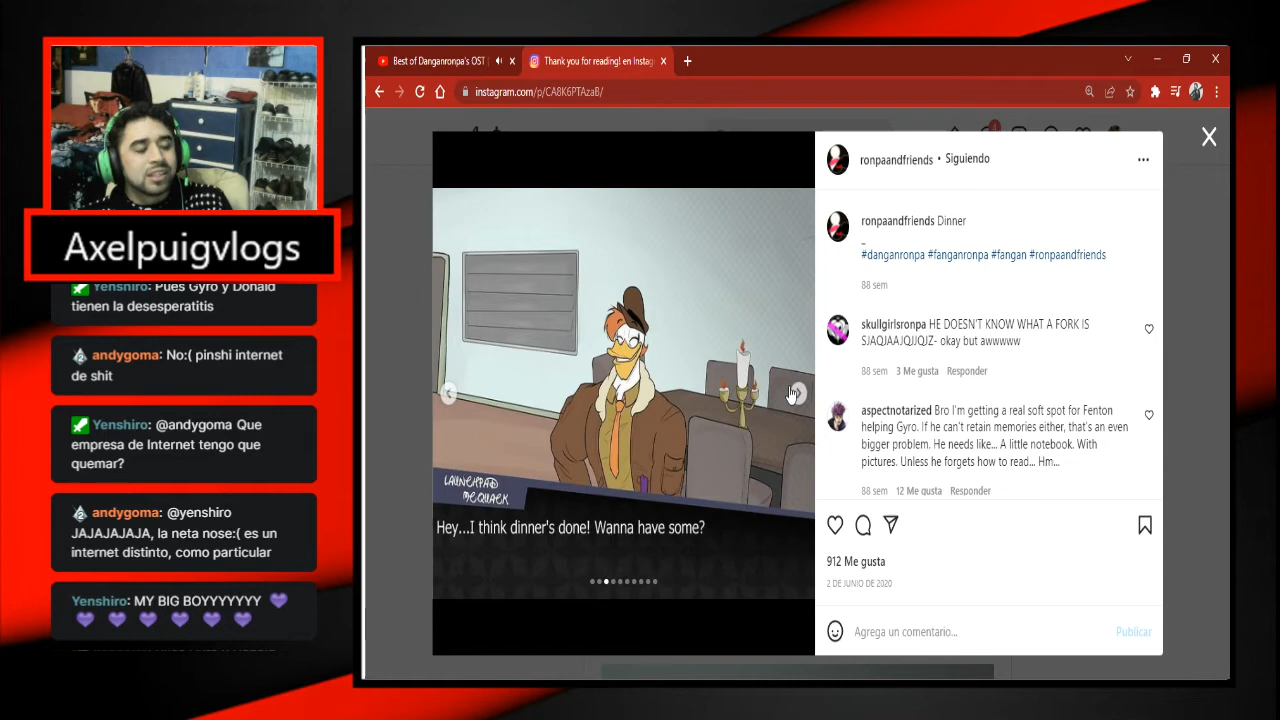 Axelpuigvlogs
Yenshiro: Pues Gyro y Donald
tienen la desesperatitis
andygoma: No:( pinshi internet
de shit
Yenshiro: @andygoma Que
empresa de Internet tengo que
quemar?
andygoma: @yenshiro
JAJAJAJAJA, la neta nose:( es un
internet distinto, como particular
Yenshiro: MY BIG BOYYYYYY
Best of Danganronpa's OST
Thank you for reading! en Instag
instagram.com/p/CA8K6PTAzaB/
LAUNCHPAD
MCQUACK
Hey...I think dinner's done! Wanna have some?
ronpaandfriends • Siguiendo
ronpaandfriends Dinner
_
#danganronpa #fanganronpa #fangan #ronpaandfriends
88 sem
skullgirlsronpa HE DOESN'T KNOW WHAT A FORK IS
SJAQJAAJQJJQJZ- okay but awwwww
88 sem 3 Me gusta Responder
aspectnotarized Bro I'm getting a real soft spot for Fenton
helping Gyro. If he can't retain memories either, that's an even
bigger problem. He needs like... A little notebook. With
pictures. Unless he forgets how to read... Hm...
88 sem 12 Me gusta Responder
912 Me gusta
2 DE JUNIO DE 2020
Agrega un comentario...
Publicar